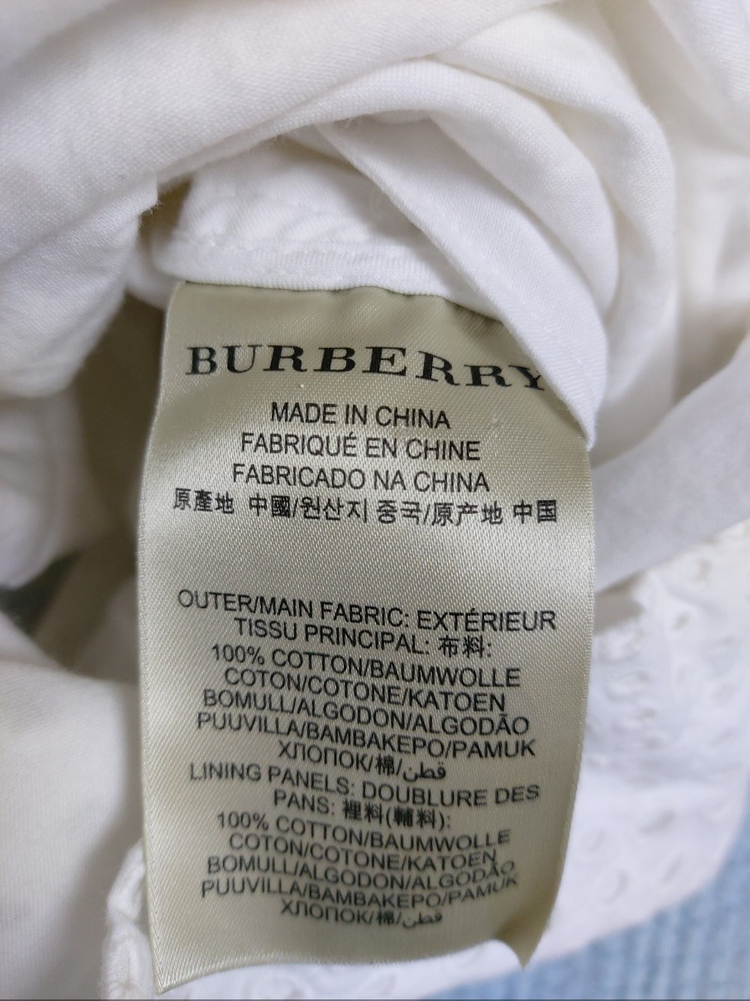 BURBERRY
MADE IN CHINA
FABRIQUÉ EN CHINE
FABRICADO NA CHINA
原產地 中國/원산지 중국/原产地 中国
OUTER/MAIN FABRIC: EXTÉRIEUR
TISSU PRINCIPAL: 布料:
100% COTTON/BAUMWOLLE
COTON/COTONE/KATOEN
BOMULL/ALGODON/ALGODÃO
PUUVILLA/ΒΑΜΒΑΚΕΡΟ/PAMUK
ХЛОПОК/棉/قطن
LINING PANELS: DOUBLURE DES
PANS: 裡料(輔料):
100% COTTON/BAUMWOLLE
COTON/COTONE/KATOEN
BOMULL/ALGODON/ALGODÃO
PUUVILLA/ΒΑΜΒΑΚΕΡΟ/PAMUK
ХЛОПОК/棉/قطن